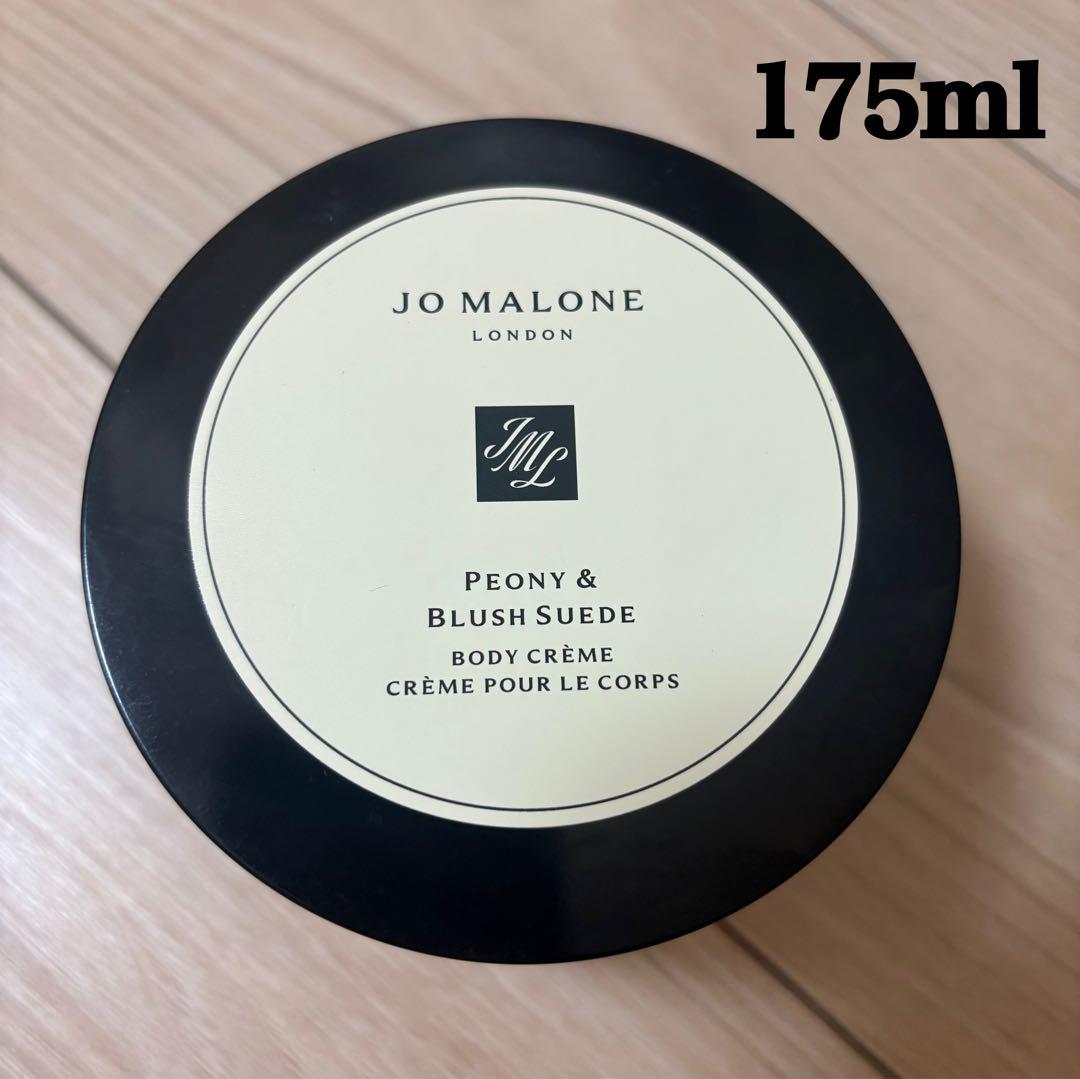 175ml
JO MALONE
LONDON
JML
PEONY &
BLUSH SUEDE
BODY CRÈME
CRÈME POUR LE CORPS